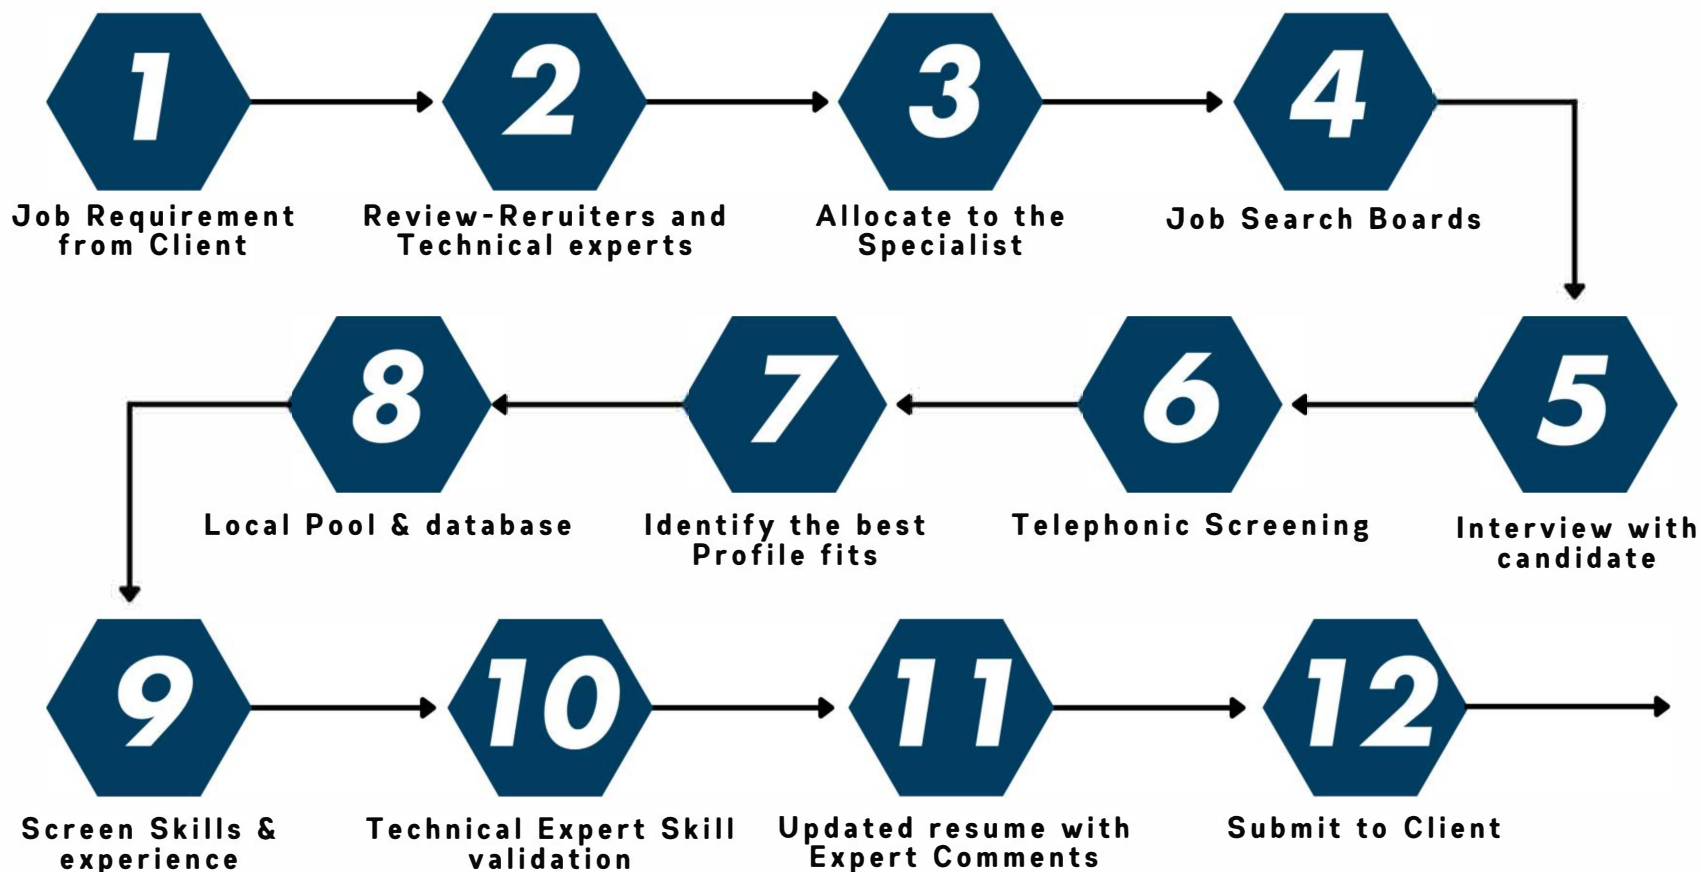 1
2
3
4
Job Requirement
from Client
Review-Reruiters and
Technical experts
Allocate to the
Specialist
Job Search Boards
5
Interview with
candidate
6
Telephonic Screening
7
Identify the best
Profile fits
8
Local Pool & database
9
10
11
12
Screen Skills &
experience
Technical Expert Skill
validation
Updated resume with
Expert Comments
Submit to Client